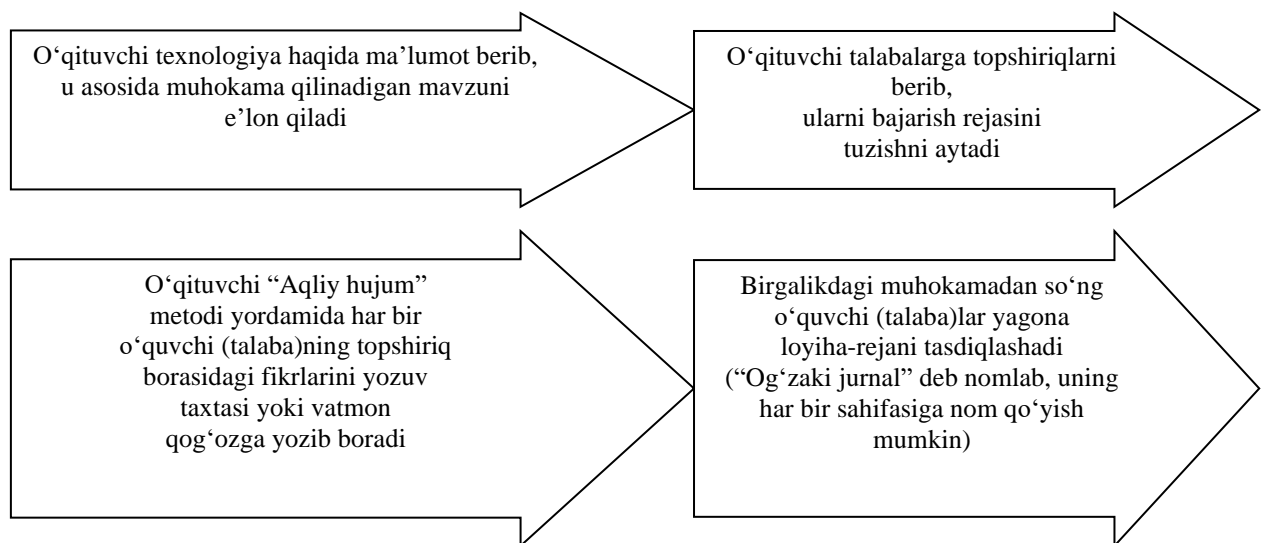 O‘qituvchi texnologiya haqida ma’lumot berib,
u asosida muhokama qilinadigan mavzuni
e’lon qiladi
O‘qituvchi talabalarga topshiriqlarni
berib,
ularni bajarish rejasini
tuzishni aytadi
O‘qituvchi “Aqliy hujum”
metodi yordamida har bir
o‘quvchi (talaba)ning topshiriq
borasidagi fikrlarini yozuv
taxtasi yoki vatmon
qog‘ozga yozib boradi
Birgalikdagi muhokamadan so‘ng
o‘quvchi (talaba)lar yagona
loyiha-rejani tasdiqlashadi
(“Og‘zaki jurnal” deb nomlab, uning
har bir sahifasiga nom qo‘yish
mumkin)